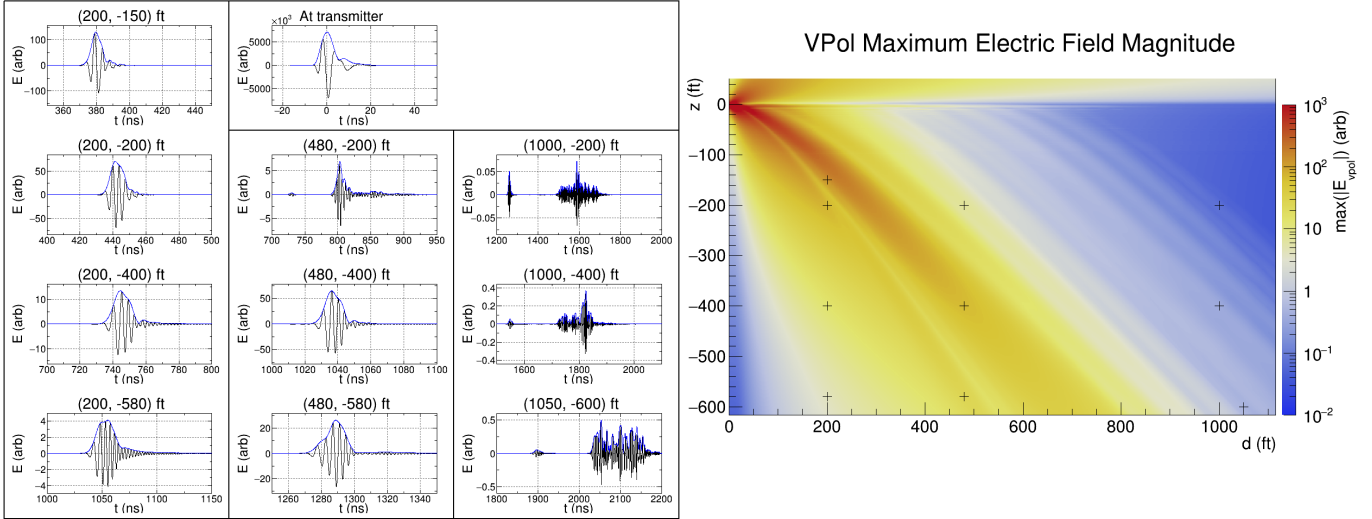 (200, -150) ft
E (arb)
100
0
−100
360 380 400 420 440
t (ns)
At transmitter
×10³
E (arb)
5000
0
−5000
−20 0 20 40
t (ns)
(200, -200) ft
E (arb)
50
0
−50
400 420 440 460 480 500
t (ns)
(480, -200) ft
E (arb)
5
0
−5
700 750 800 850 900 950
t (ns)
(1000, -200) ft
E (arb)
0.05
0
−0.05
1200 1400 1600 1800 2000
t (ns)
(200, -400) ft
E (arb)
10
0
−10
700 720 740 760 780 800
t (ns)
(480, -400) ft
E (arb)
50
0
−50
1000 1020 1040 1060 1080 1100
t (ns)
(1000, -400) ft
E (arb)
0.4
0.2
0
−0.2
−0.4
1500 1600 1700 1800 1900 2000 2100
t (ns)
(200, -580) ft
E (arb)
4
2
0
−2
−4
1000 1050 1100 1150
t (ns)
(480, -580) ft
E (arb)
20
0
−20
1260 1280 1300 1320 1340
t (ns)
(1050, -600) ft
E (arb)
0.5
0
−0.5
1800 1900 2000 2100 2200
t (ns)
VPol Maximum Electric Field Magnitude
z (ft)
0
−100
−200
−300
−400
−500
−600
0 200 400 600 800 1000
d (ft)
10³
10²
10
1
10⁻¹
10⁻²
max(|E_vpol|) (arb)